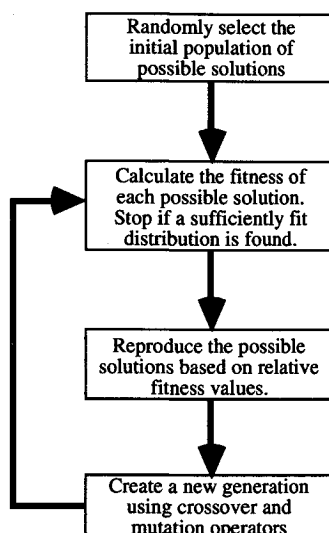 Randomly select the
initial population of
possible solutions
Calculate the fitness of
each possible solution.
Stop if a sufficiently fit
distribution is found.
Reproduce the possible
solutions based on relative
fitness values.
Create a new generation
using crossover and
mutation operators